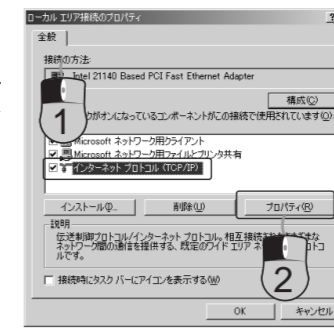 ローカル エリア接続のプロパティ
?
全般
接続の方法:
Intel 21140 Based PCI Fast Ethernet Adapter
構成(C)
がオンになっているコンポーネントがこの接続で使用されています(O):
1
Microsoft ネットワーク用クライアント
Microsoft ネットワーク用ファイルとプリンタ共有
インターネット プロトコル (TCP/IP)
インストール(I)...
削除(U)
プロパティ(R)
説明
伝送制御プロトコル/インターネット プロトコル。相互接続
ネットワーク間の通信を提供する、既定のワイド エリア ネ
ルです。
2
接続時にタスク バーにアイコンを表示する(W)
OK
キャンセル